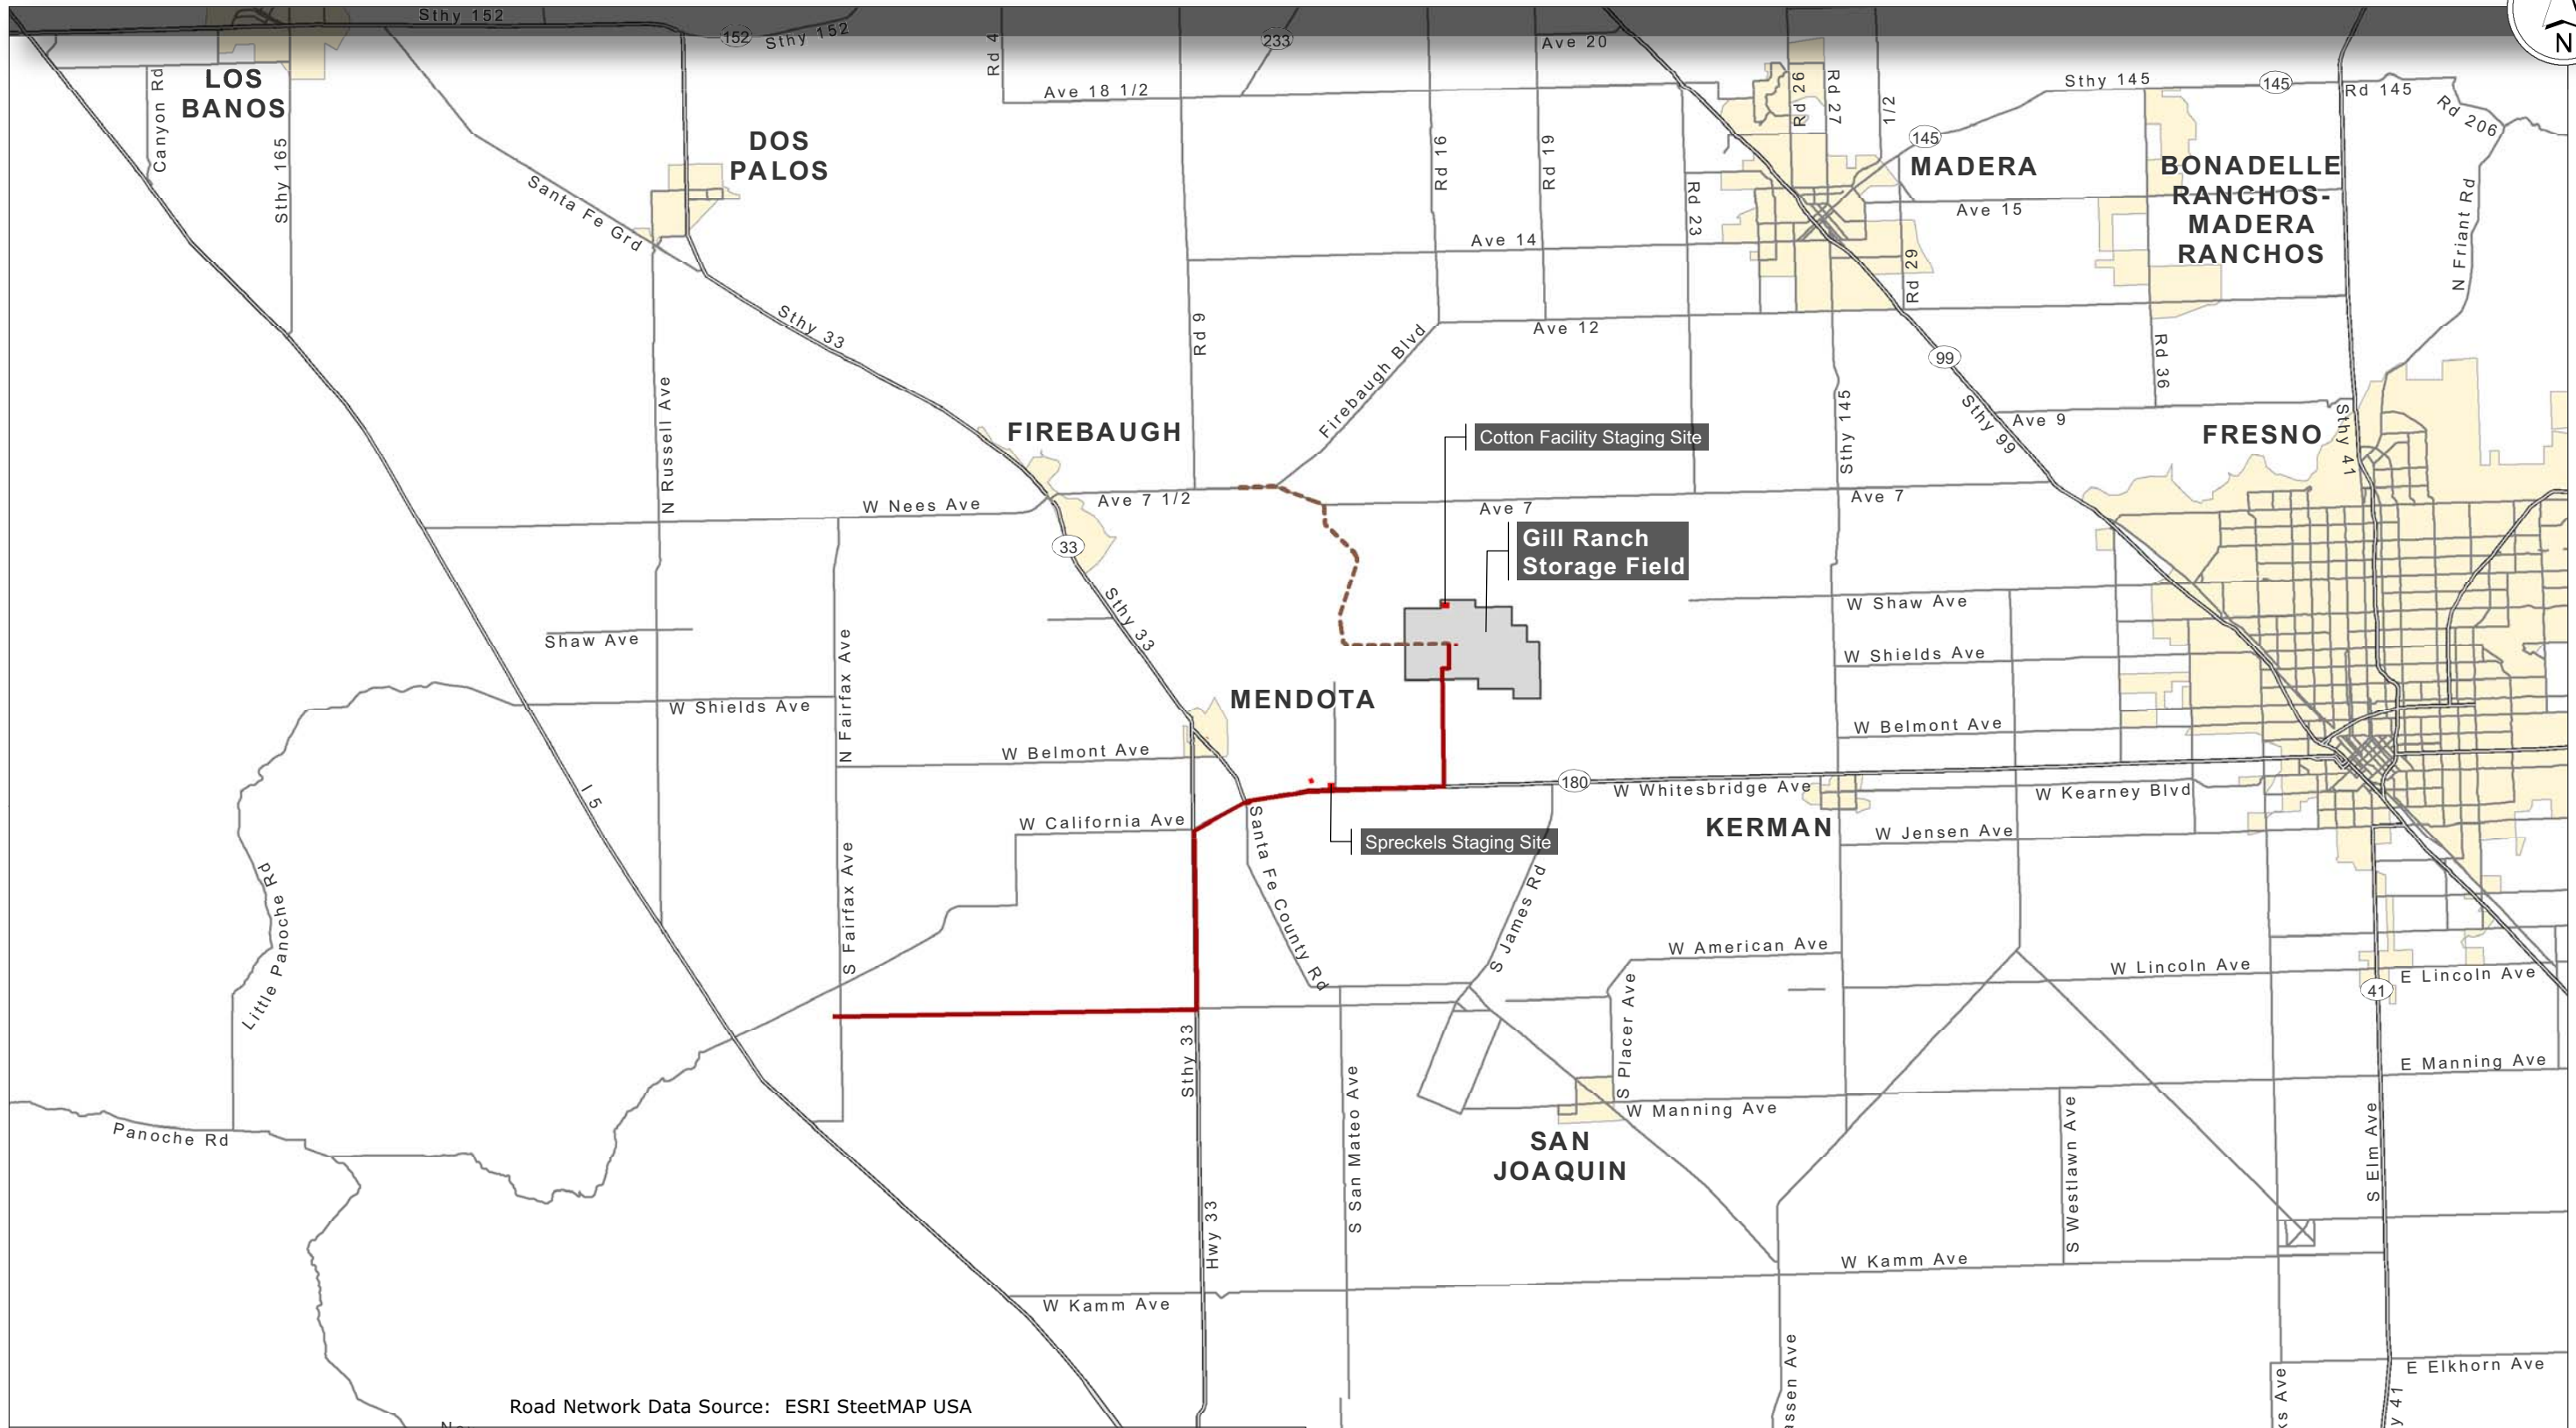 Sthy 152
152
Sthy 152
233
Ave 20
N
LOS
BANOS
Canyon Rd
Sthy 165
Rd 4
Ave 18 1/2
Rd 26
Rd 27
1/2
Sthy 145
145
Rd 145
Rd 206
DOS
PALOS
Santa Fe Grd
Rd 16
Rd 19
Rd 23
145
MADERA
BONADELLE
RANCHOS-
MADERA
RANCHOS
Ave 15
Ave 14
Rd 29
N Friant Rd
Sthy 33
Rd 9
Firebaugh Blvd
Ave 12
Rd 36
99
Sthy 99
Ave 9
Sthy 41
N Russell Ave
FIREBAUGH
Cotton Facility Staging Site
Sthy 145
FRESNO
W Nees Ave
Ave 7 1/2
Ave 7
Ave 7
33
Gill Ranch
Storage Field
Sthy 33
Shaw Ave
N Fairfax Ave
W Shaw Ave
W Shields Ave
W Shields Ave
MENDOTA
W Belmont Ave
W Belmont Ave
I 5
180
W Whitesbridge Ave
W Kearney Blvd
W California Ave
Santa Fe County Rd
Spreckels Staging Site
KERMAN
W Jensen Ave
Little Panoche Rd
S Fairfax Ave
S James Rd
W American Ave
W Lincoln Ave
E Lincoln Ave
41
S Placer Ave
Sthy 33
S San Mateo Ave
E Manning Ave
W Manning Ave
Panoche Rd
SAN
JOAQUIN
S Westlawn Ave
S Elm Ave
Hwy 33
W Kamm Ave
W Kamm Ave
assen Ave
ks Ave
y 41
E Elkhorn Ave
Road Network Data Source: ESRI SteetMAP USA